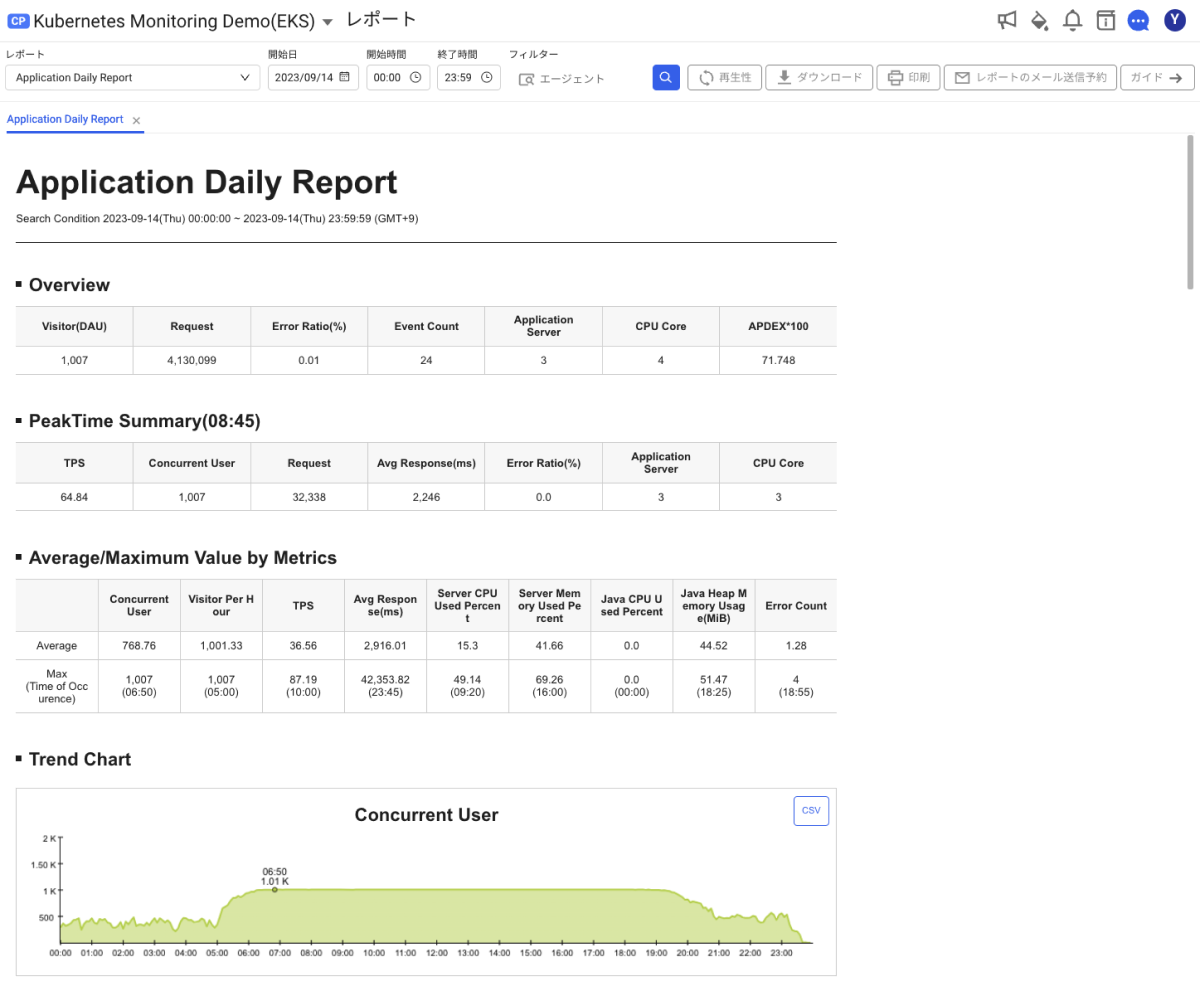 CP Kubernetes Monitoring Demo(EKS) レポート
Y
レポート 開始日 開始時間 終了時間 フィルター
Application Daily Report 2023/09/14 00:00 23:59 エージェント 再生性 ダウンロード 印刷 レポートのメール送信予約 ガイド
Application Daily Report
Application Daily Report
Search Condition 2023-09-14(Thu) 00:00:00 ~ 2023-09-14(Thu) 23:59:59 (GMT+9)
Overview
Visitor(DAU) Request Error Ratio(%) Event Count Application Server CPU Core APDEX*100
1,007 4,130,099 0.01 24 3 4 71.748
PeakTime Summary(08:45)
TPS Concurrent User Request Avg Response(ms) Error Ratio(%) Application Server CPU Core
64.84 1,007 32,338 2,246 0.0 3 3
Average/Maximum Value by Metrics
Concurrent User Visitor Per H our TPS Avg Respon se(ms) Server CPU Used Percen t Server Mem ory Used Pe rcent Java CPU U sed Percent Java Heap M emory Usag e(MiB) Error Count
Average 768.76 1,001.33 36.56 2,916.01 15.3 41.66 0.0 44.52 1.28
Max (Time of Occ urence) 1,007 (06:50) 1,007 (05:00) 87.19 (10:00) 42,353.82 (23:45) 49.14 (09:20) 69.26 (16:00) 0.0 (00:00) 51.47 (18:25) 4 (18:55)
Trend Chart
Concurrent User
CSV
2 K
1.50 K
1 K
500
06:50
1.01 K
00:00 01:00 02:00 03:00 04:00 05:00 06:00 07:00 08:00 09:00 10:00 11:00 12:00 13:00 14:00 15:00 16:00 17:00 18:00 19:00 20:00 21:00 22:00 23:00